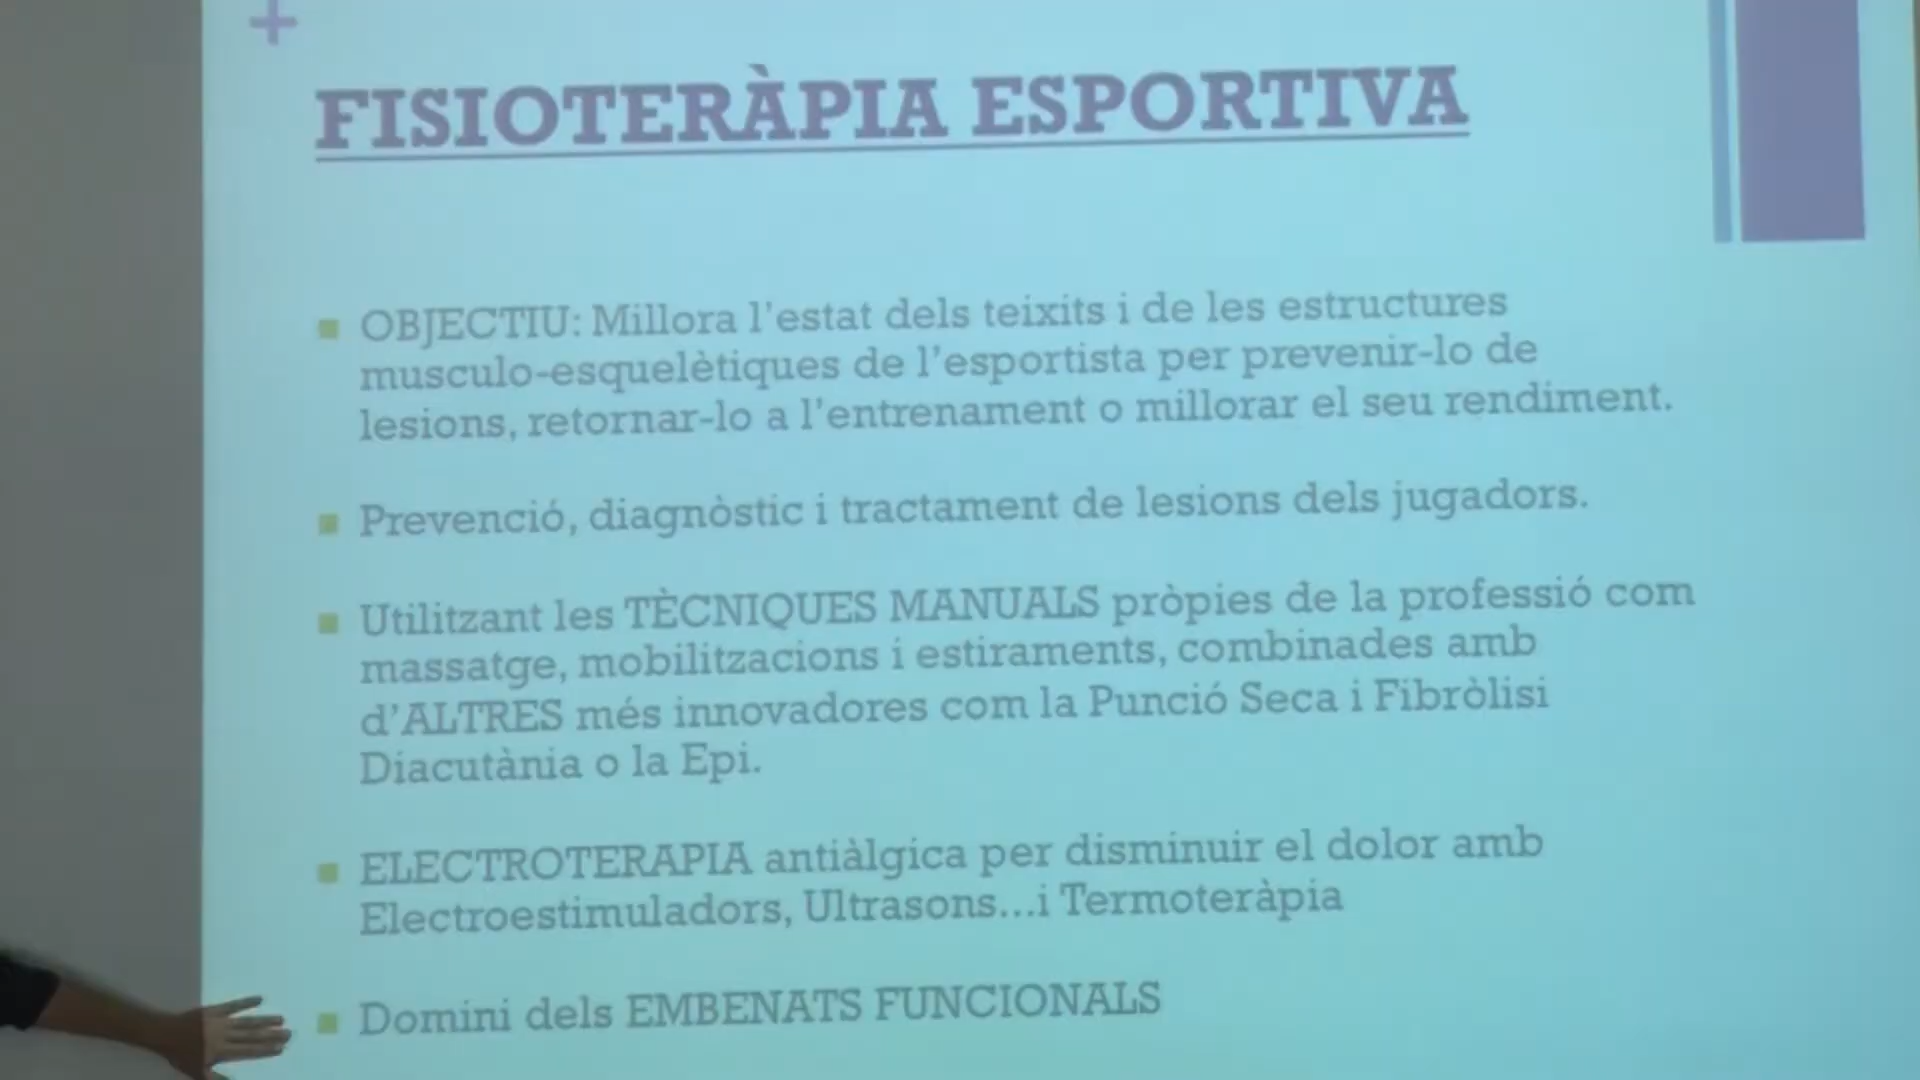 FISIOTERÀPIA ESPORTIVA
OBJECTIU: Millora l'estat dels teixits i de les estructures
musculo-esquelètiques de l'esportista per prevenir-lo de
lesions, retornar-lo a l'entrenament o millorar el seu rendiment.
Prevenció, diagnòstic i tractament de lesions dels jugadors.
Utilitzant les TÈCNIQUES MANUALS pròpies de la professió com
massatge, mobilitzacions i estiraments, combinades amb
d'ALTRES més innovadores com la Punció Seca i Fibròlisi
Diacutània o la Epi.
ELECTROTERAPIA antiàlgica per disminuir el dolor amb
Electroestimuladors, Ultrasons...i Termoteràpia
Domini dels EMBENATS FUNCIONALS